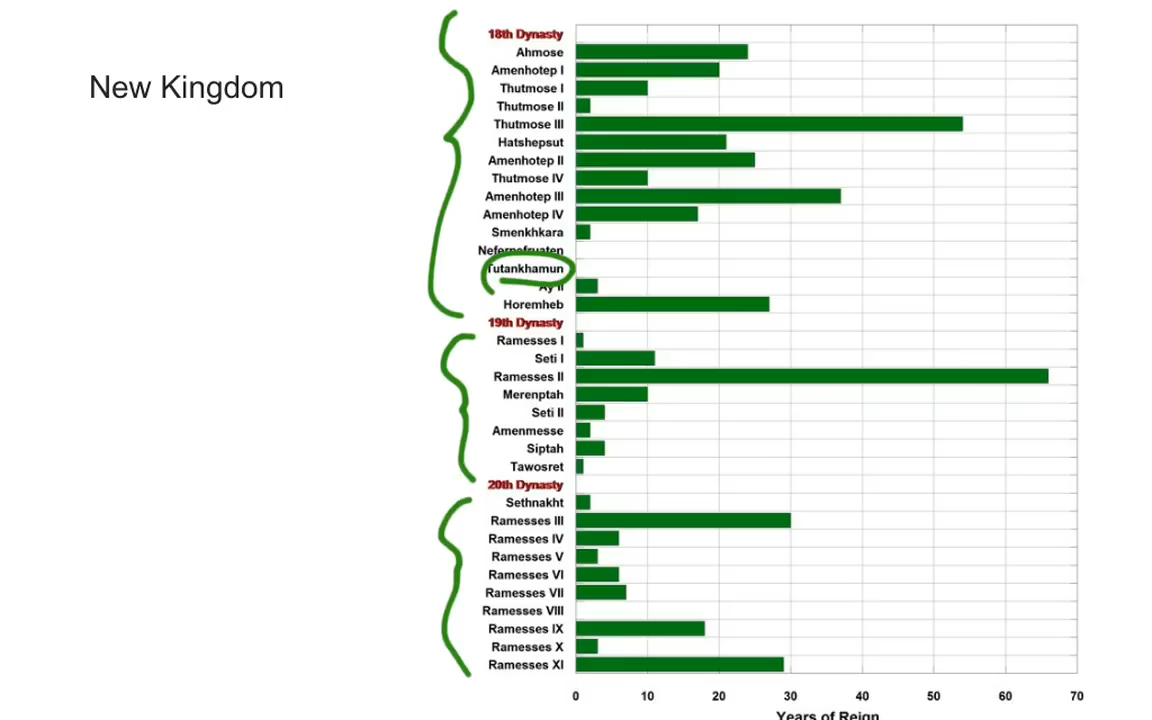 New Kingdom
18th Dynasty
Ahmose
Amenhotep I
Thutmose I
Thutmose II
Thutmose III
Hatshepsut
Amenhotep II
Thutmose IV
Amenhotep III
Amenhotep IV
Smenkhkara
Nefernefruaten
Tutankhamun
Ay II
Horemheb
19th Dynasty
Ramesses I
Seti I
Ramesses II
Merenptah
Seti II
Amenmesse
Siptah
Tawosret
20th Dynasty
Sethnakht
Ramesses III
Ramesses IV
Ramesses V
Ramesses VI
Ramesses VII
Ramesses VIII
Ramesses IX
Ramesses X
Ramesses XI
0 10 20 30 40 50 60 70
Years of Reign